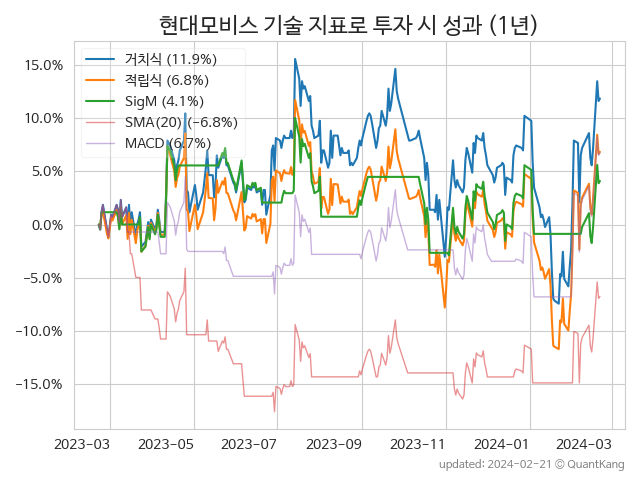 현대모비스 기술 지표로 투자 시 성과 (1년)
거치식 (11.9%)
적립식 (6.8%)
SigM (4.1%)
SMA(20) (−6.8%)
MACD (6.7%)
15.0%
10.0%
5.0%
0.0%
−5.0%
−10.0%
−15.0%
2023-03 2023-05 2023-07 2023-09 2023-11 2024-01 2024-03
updated: 2024-02-21 © QuantKang